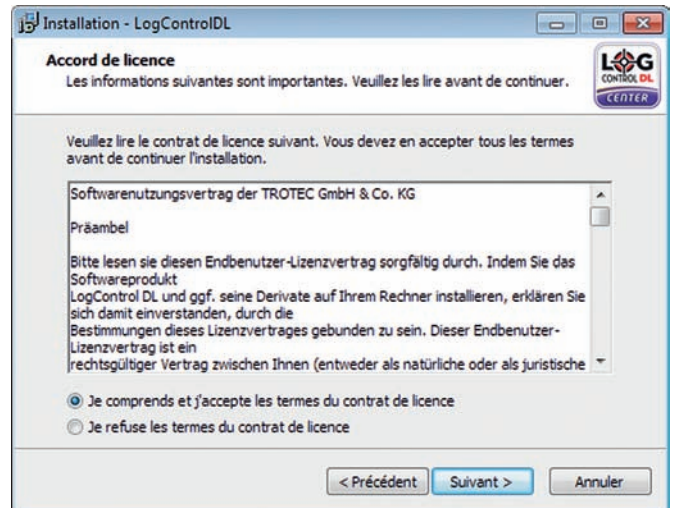 Installation - LogControlDL
Accord de licence
Les informations suivantes sont importantes. Veuillez les lire avant de continuer.
LOG
CONTROL DL
CENTER
Veuillez lire le contrat de licence suivant. Vous devez en accepter tous les termes
avant de continuer l'installation.
Softwarenutzungsvertrag der TROTEC GmbH & Co. KG
Präambel
Bitte lesen sie diesen Endbenutzer-Lizenzvertrag sorgfältig durch. Indem Sie das
Softwareprodukt
LogControl DL und ggf. seine Derivate auf Ihrem Rechner installieren, erklären Sie
sich damit einverstanden, durch die
Bestimmungen dieses Lizenzvertrages gebunden zu sein. Dieser Endbenutzer-
Lizenzvertrag ist ein
rechtsgültiger Vertrag zwischen Ihnen (entweder als natürliche oder als juristische
Je comprends et j'accepte les termes du contrat de licence
Je refuse les termes du contrat de licence
< Précédent
Suivant >
Annuler